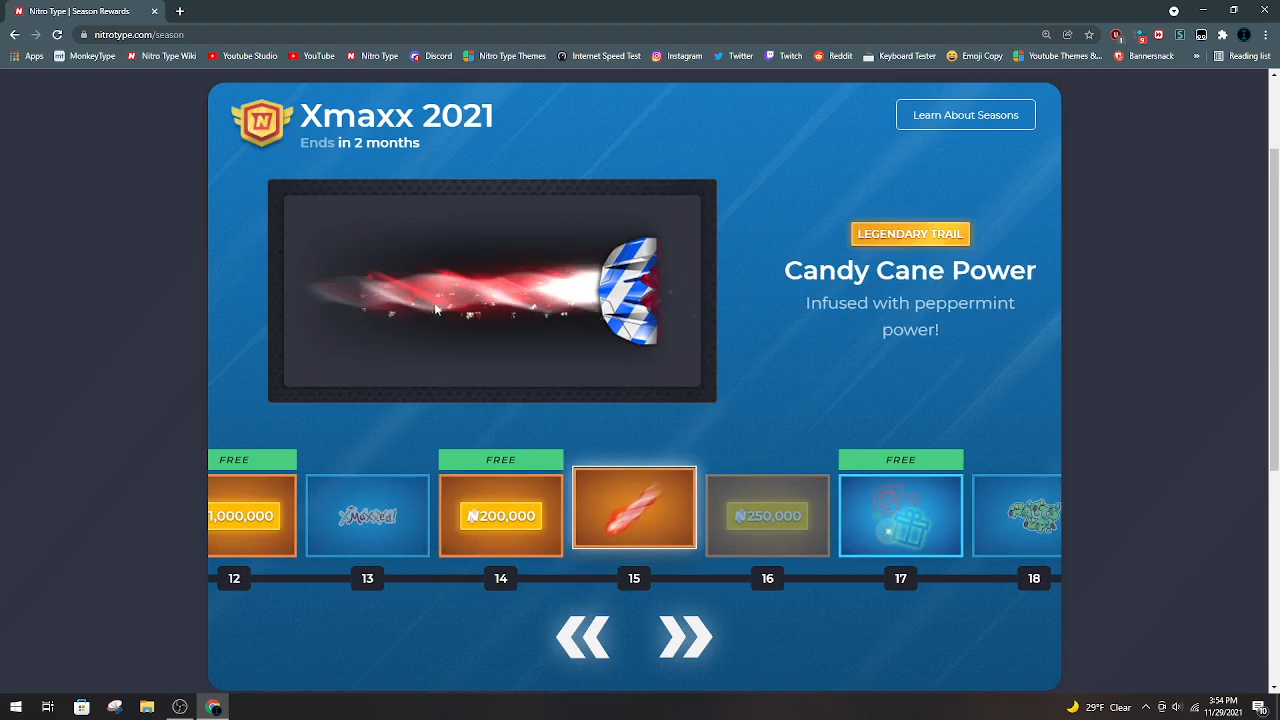 Nitro Type Seasons
nitrotype.com/season
Apps
MonkeyType
Nitro Type Wiki
Youtube Studio
YouTube
Nitro Type
Nitro Type Themes
Internet Speed Test
Instagram
Twitter
Twitch
Reddit
Keyboard Tester
Emoji Copy
Youtube Themes &...
Bannersnack
»
Reading list
Xmaxx 2021
Ends in 2 months
Learn About Seasons
LEGENDARY TRAIL
Candy Cane Power
Infused with peppermint
power!
FREE
FREE
FREE
1,000,000
xMaxxed!
₦200,000
₦250,000
12
13
14
15
16
17
18
29°F Clear
3:54 PM
11/29/2021